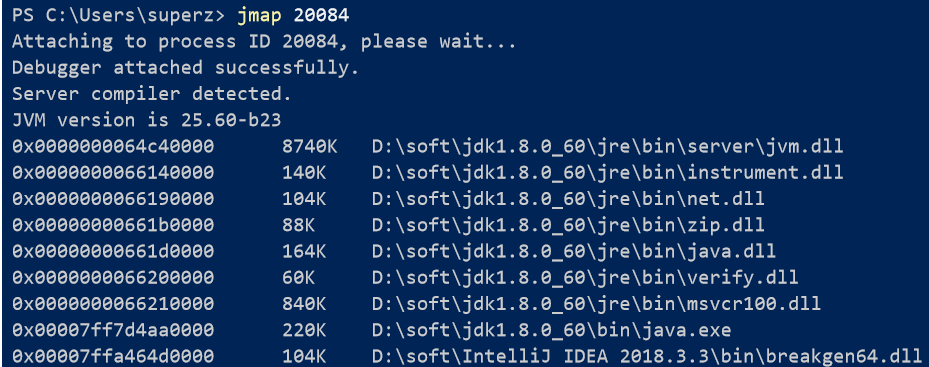 PS C:\Users\superz> jmap 20084
Attaching to process ID 20084, please wait...
Debugger attached successfully.
Server compiler detected.
JVM version is 25.60-b23
0x0000000064c40000 8740K D:\soft\jdk1.8.0_60\jre\bin\server\jvm.dll
0x0000000066140000 140K D:\soft\jdk1.8.0_60\jre\bin\instrument.dll
0x0000000066190000 104K D:\soft\jdk1.8.0_60\jre\bin\net.dll
0x00000000661b0000 88K D:\soft\jdk1.8.0_60\jre\bin\zip.dll
0x00000000661d0000 164K D:\soft\jdk1.8.0_60\jre\bin\java.dll
0x0000000066200000 60K D:\soft\jdk1.8.0_60\jre\bin\verify.dll
0x0000000066210000 840K D:\soft\jdk1.8.0_60\jre\bin\msvcr100.dll
0x00007ff7d4aa0000 220K D:\soft\jdk1.8.0_60\bin\java.exe
0x00007ffa464d0000 104K D:\soft\IntelliJ IDEA 2018.3.3\bin\breakgen64.dll